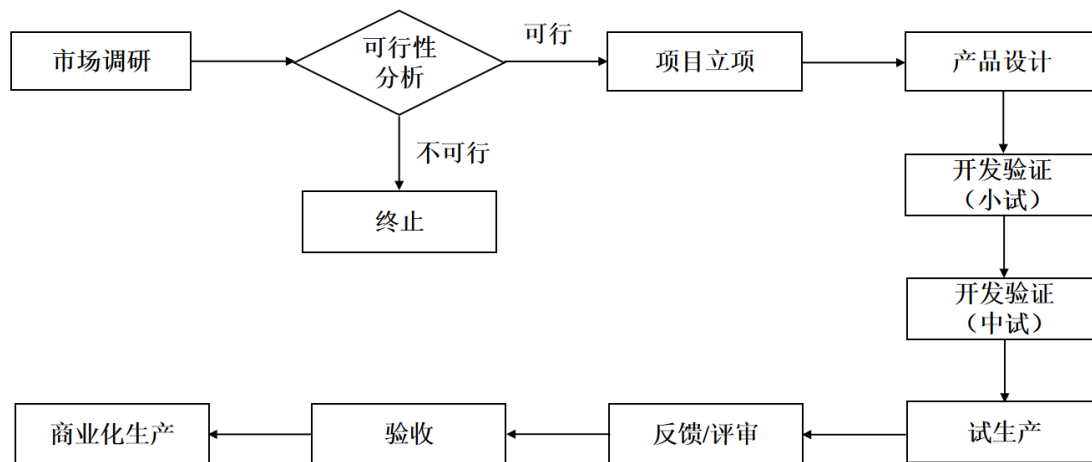 市场调研
可行性
分析
可行
项目立项
产品设计
不可行
终止
开发验证
（小试）
开发验证
（中试）
商业化生产
验收
反馈/评审
试生产